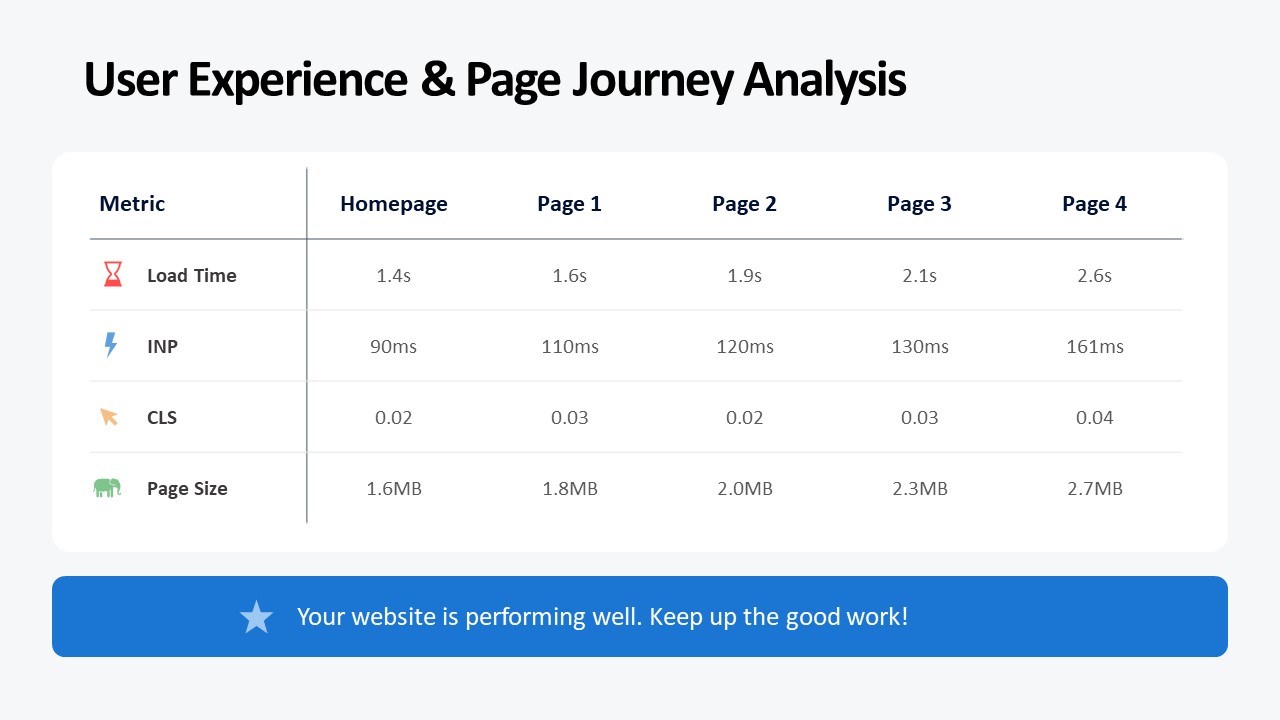 User Experience & Page Journey Analysis
Metric Homepage Page 1 Page 2 Page 3 Page 4
Load Time 1.4s 1.6s 1.9s 2.1s 2.6s
INP 90ms 110ms 120ms 130ms 161ms
CLS 0.02 0.03 0.02 0.03 0.04
Page Size 1.6MB 1.8MB 2.0MB 2.3MB 2.7MB
Your website is performing well. Keep up the good work!